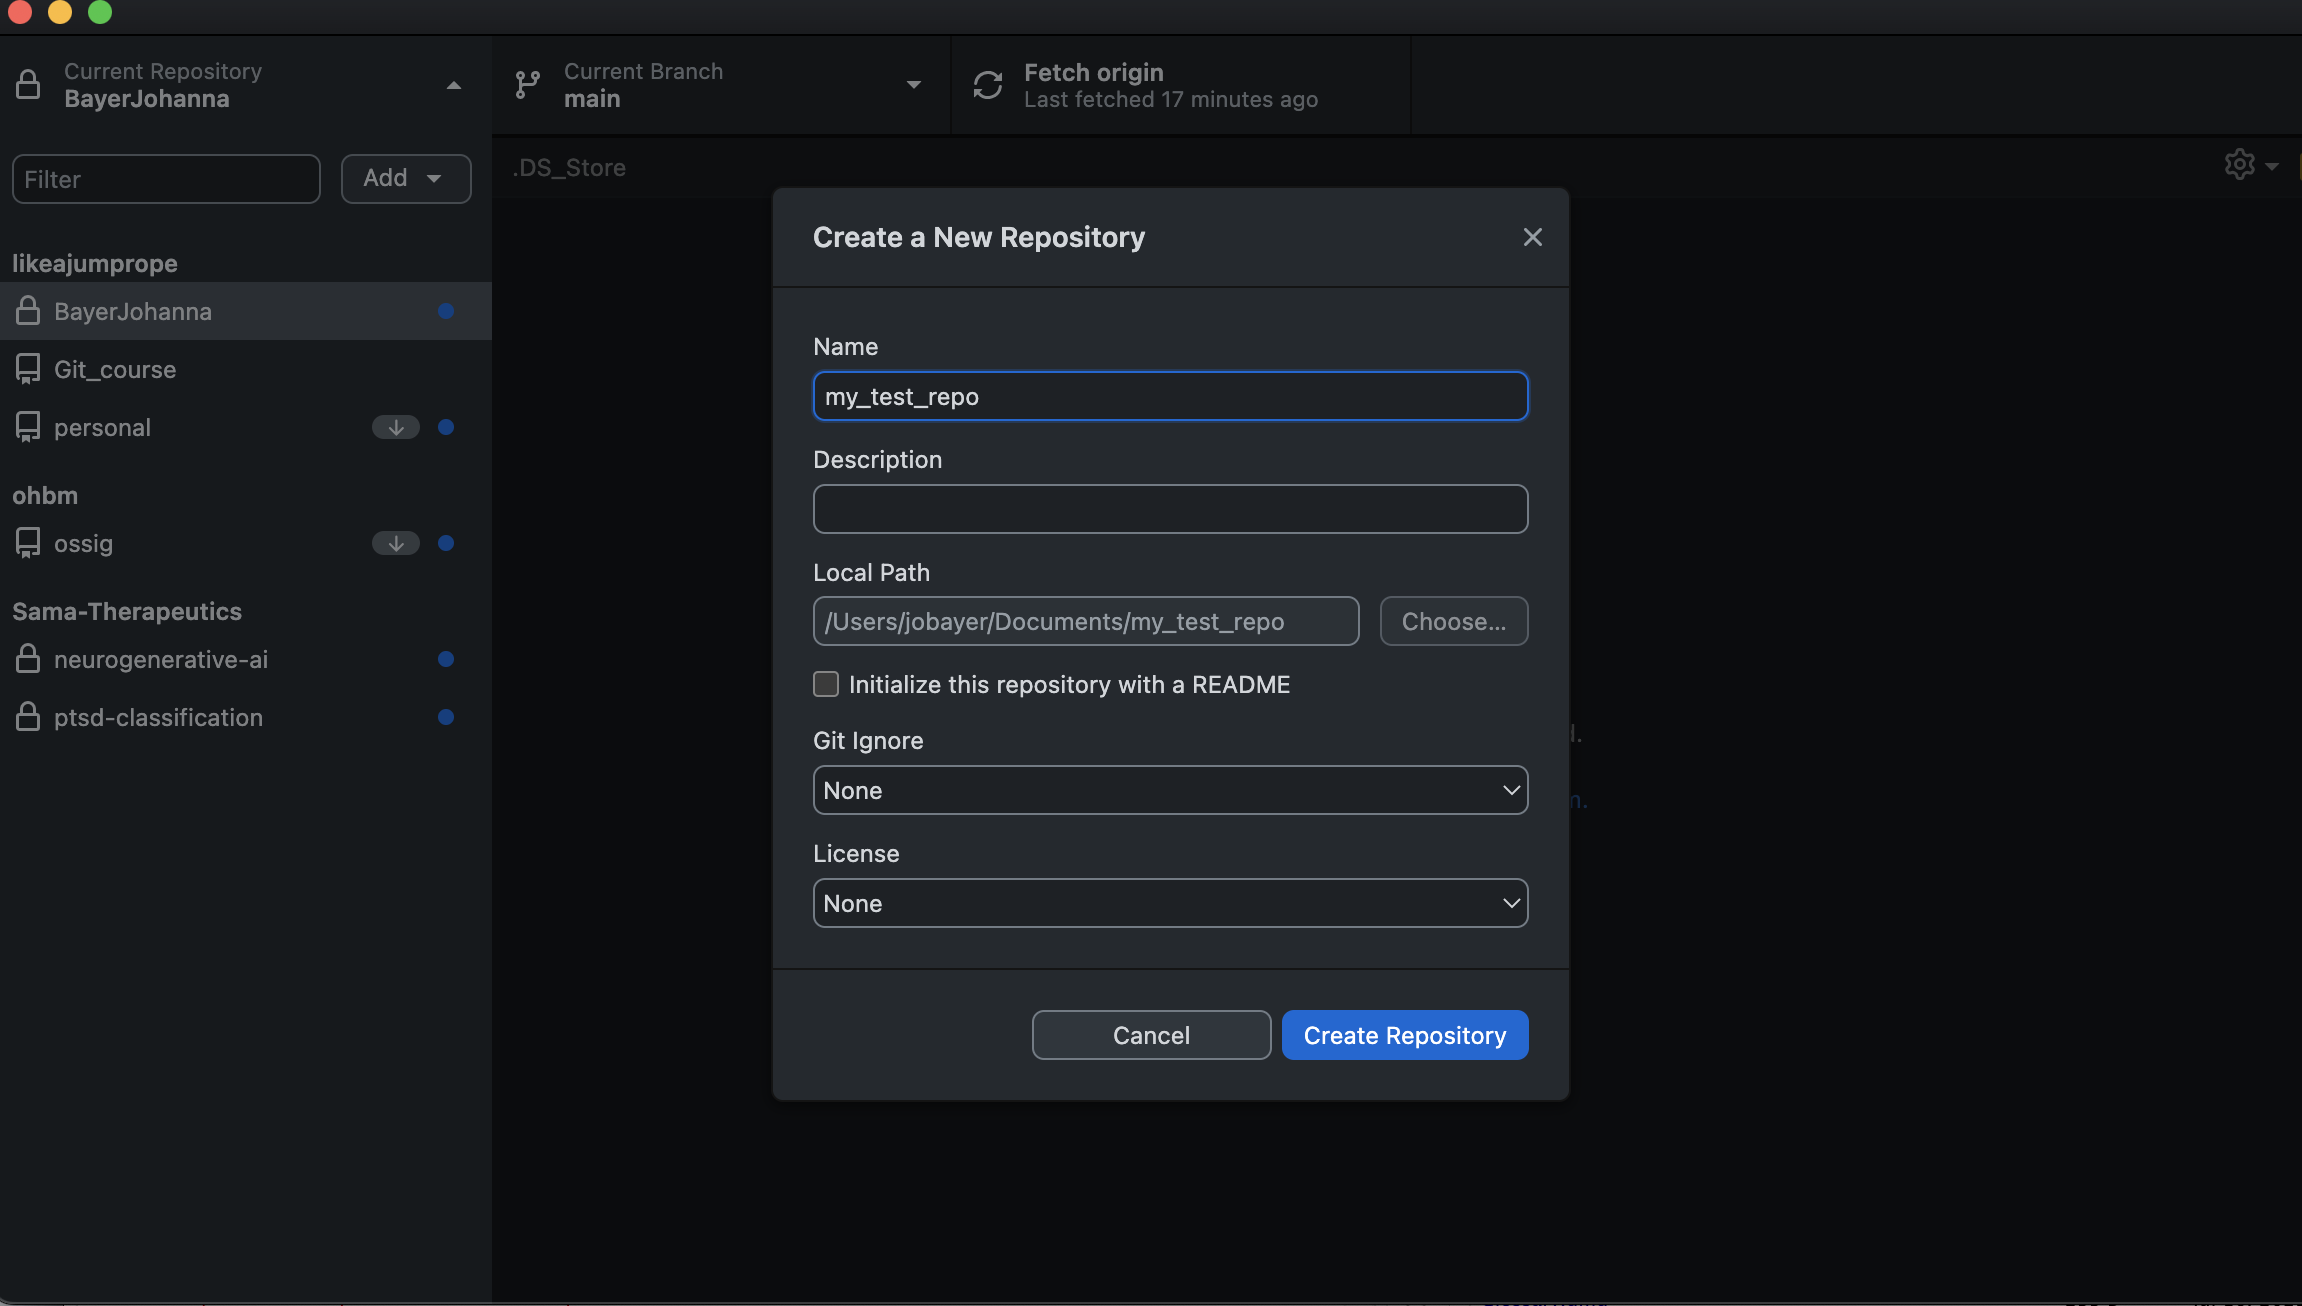 Current Repository
BayerJohanna
Current Branch
main
Fetch origin
Last fetched 17 minutes ago
Filter
Add
.DS_Store
likeajumprope
BayerJohanna
Git_course
personal
ohbm
ossig
Sama-Therapeutics
neurogenerative-ai
ptsd-classification
Create a New Repository
Name
my_test_repo
Description
Local Path
/Users/jobayer/Documents/my_test_repo
Choose...
Initialize this repository with a README
Git Ignore
None
License
None
Cancel
Create Repository